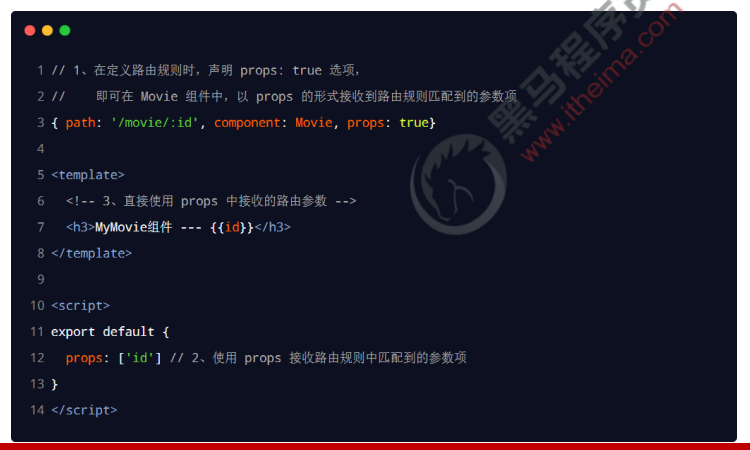 1 // 1、在定义路由规则时，声明 props: true 选项，
2 //    即可在 Movie 组件中，以 props 的形式接收到路由规则匹配到的参数项
3 { path: '/movie/:id', component: Movie, props: true}
4
5 <template>
6   <!-- 3、直接使用 props 中接收的路由参数 -->
7   <h3>MyMovie组件 --- {{id}}</h3>
8 </template>
9
10 <script>
11 export default {
12   props: ['id'] // 2、使用 props 接收路由规则中匹配到的参数项
13 }
14 </script>
黑马程序员
www.itheima.com